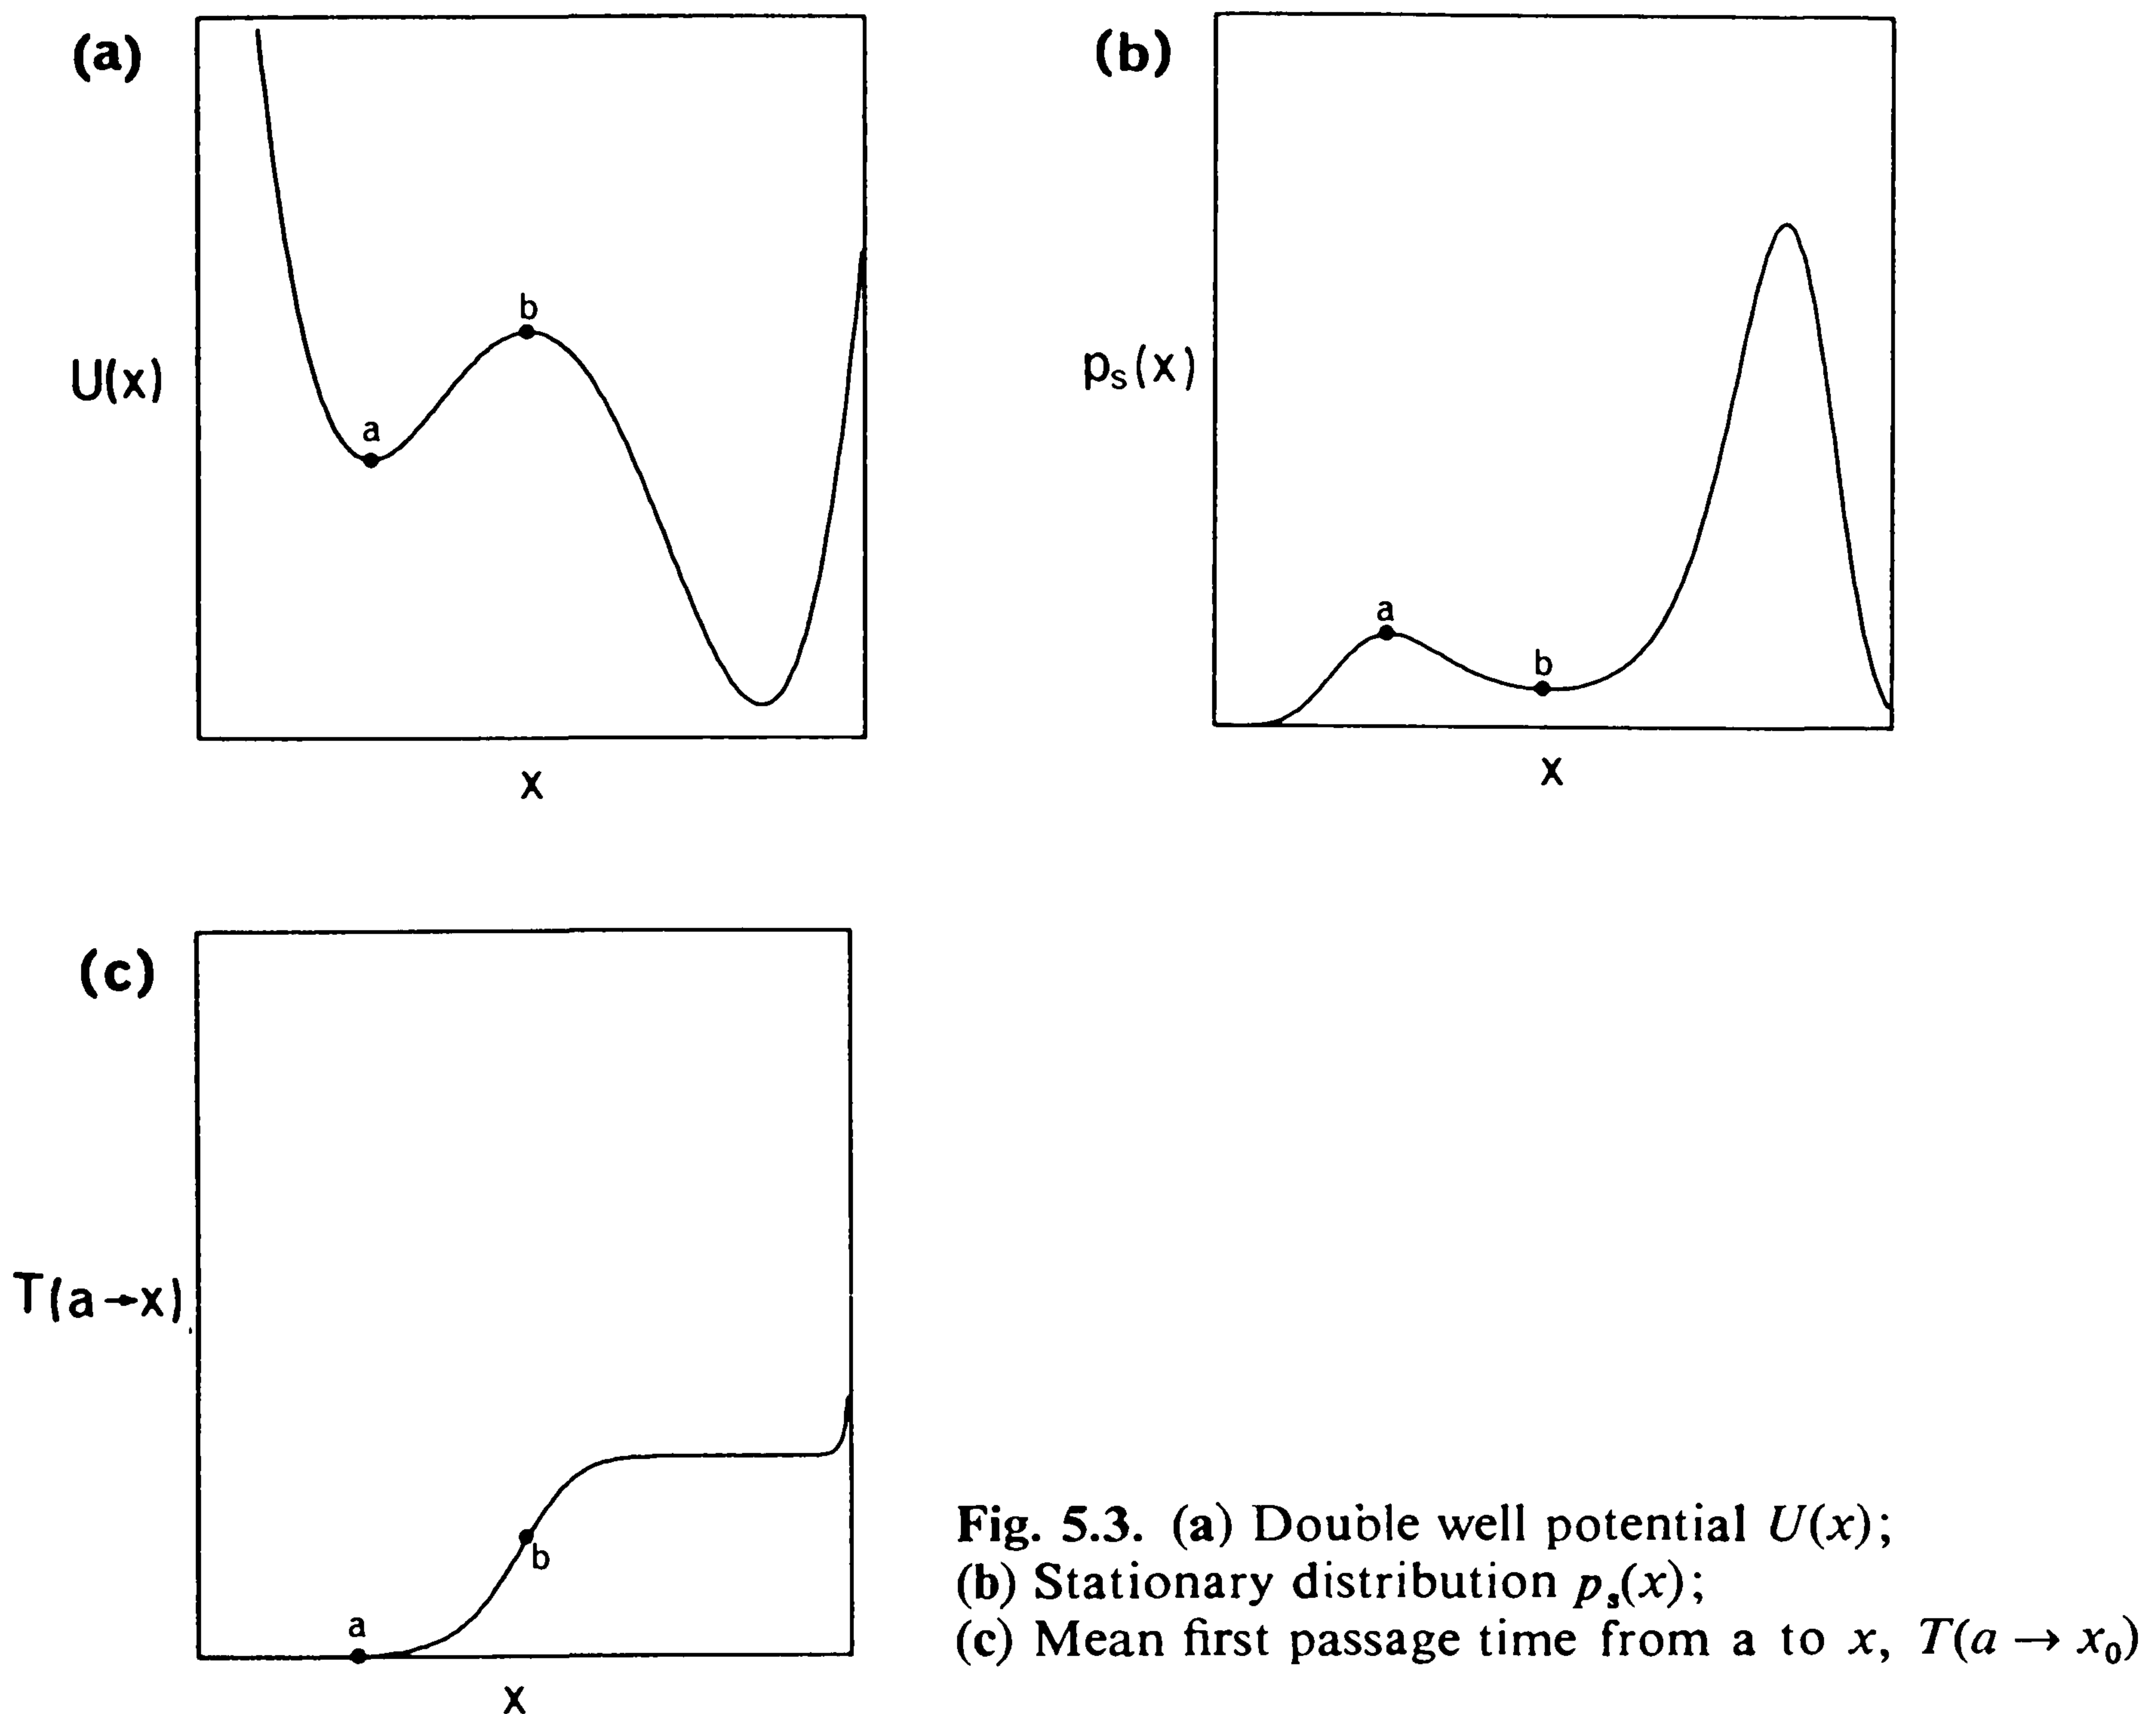 (a)
U(x)
a
b
x
(b)
pₛ(x)
a
b
x
(c)
T(a→x)
a
b
x
Fig. 5.3. (a) Double well potential U(x);
(b) Stationary distribution pₛ(x);
(c) Mean first passage time from a to x, T(a → x₀)